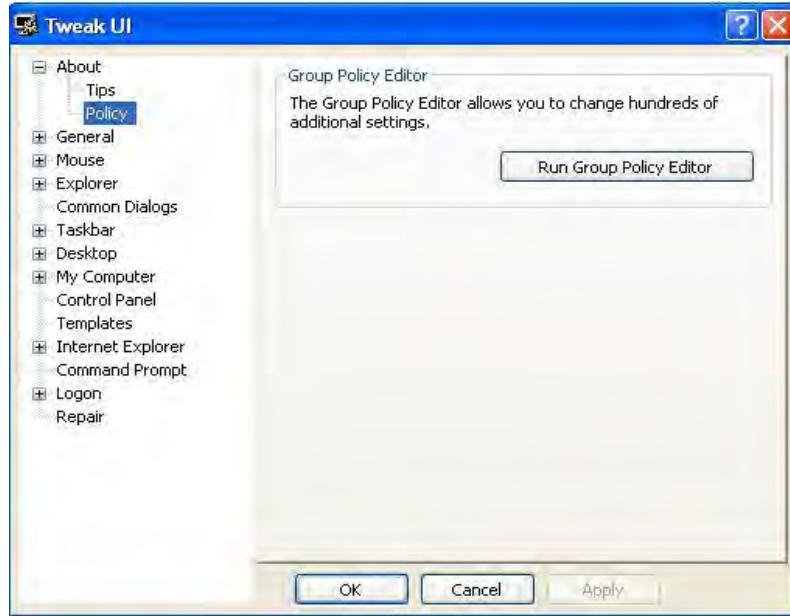 Tweak UI
About
Tips
Policy
General
Mouse
Explorer
Common Dialogs
Taskbar
Desktop
My Computer
Control Panel
Templates
Internet Explorer
Command Prompt
Logon
Repair
Group Policy Editor
The Group Policy Editor allows you to change hundreds of
additional settings.
Run Group Policy Editor
OK Cancel Apply